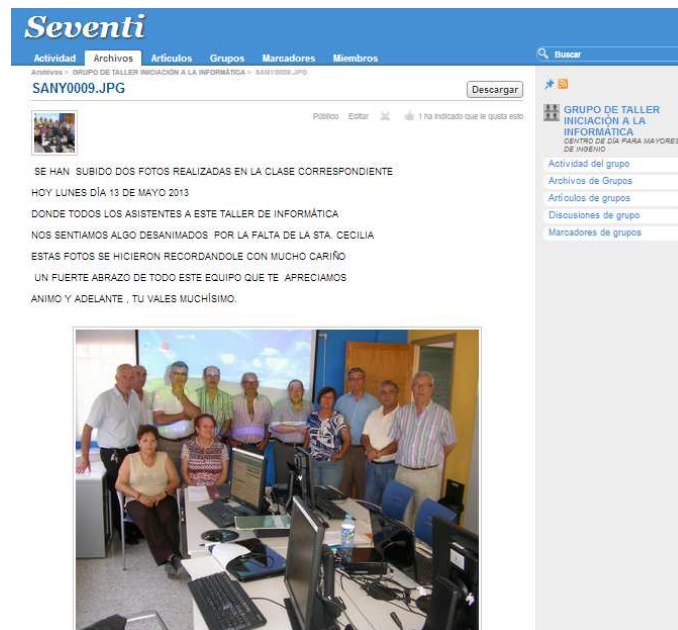 Seventi
Actividad Archivos Artículos Grupos Marcadores Miembros
Buscar
Archivos > GRUPO DE TALLER INICIACIÓN A LA INFORMÁTICA > SANY0009.JPG
SANY0009.JPG
Descargar
Público Editar 1 ha indicado que le gusta esto
SE HAN SUBIDO DOS FOTOS REALIZADAS EN LA CLASE CORRESPONDIENTE
HOY LUNES DÍA 13 DE MAYO 2013
DONDE TODOS LOS ASISTENTES A ESTE TALLER DE INFORMÁTICA
NOS SENTIAMOS ALGO DESANIMADOS POR LA FALTA DE LA STA. CECILIA
ESTAS FOTOS SE HICIERON RECORDANDOLE CON MUCHO CARIÑO
UN FUERTE ABRAZO DE TODO ESTE EQUIPO QUE TE APRECIAMOS
ANIMO Y ADELANTE , TU VALES MUCHÍSIMO.
GRUPO DE TALLER
INICIACIÓN A LA
INFORMÁTICA
CENTRO DE DÍA PARA MAYORES
DE INGENIO
Actividad del grupo
Archivos de Grupos
Artículos de grupos
Discusiones de grupo
Marcadores de grupos